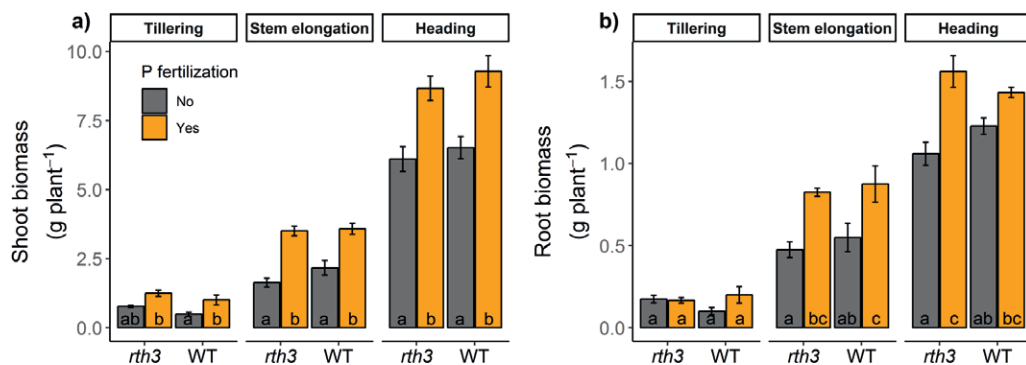 a)
Tillering Stem elongation Heading
Shoot biomass
(g plant⁻¹)
10.0
7.5
5.0
2.5
0.0
P fertilization
No
Yes
ab b a b a b a b a b a b
rth3 WT rth3 WT rth3 WT
b)
Tillering Stem elongation Heading
Root biomass
(g plant⁻¹)
1.5
1.0
0.5
0.0
a a a a a bc ab c a c ab bc
rth3 WT rth3 WT rth3 WT